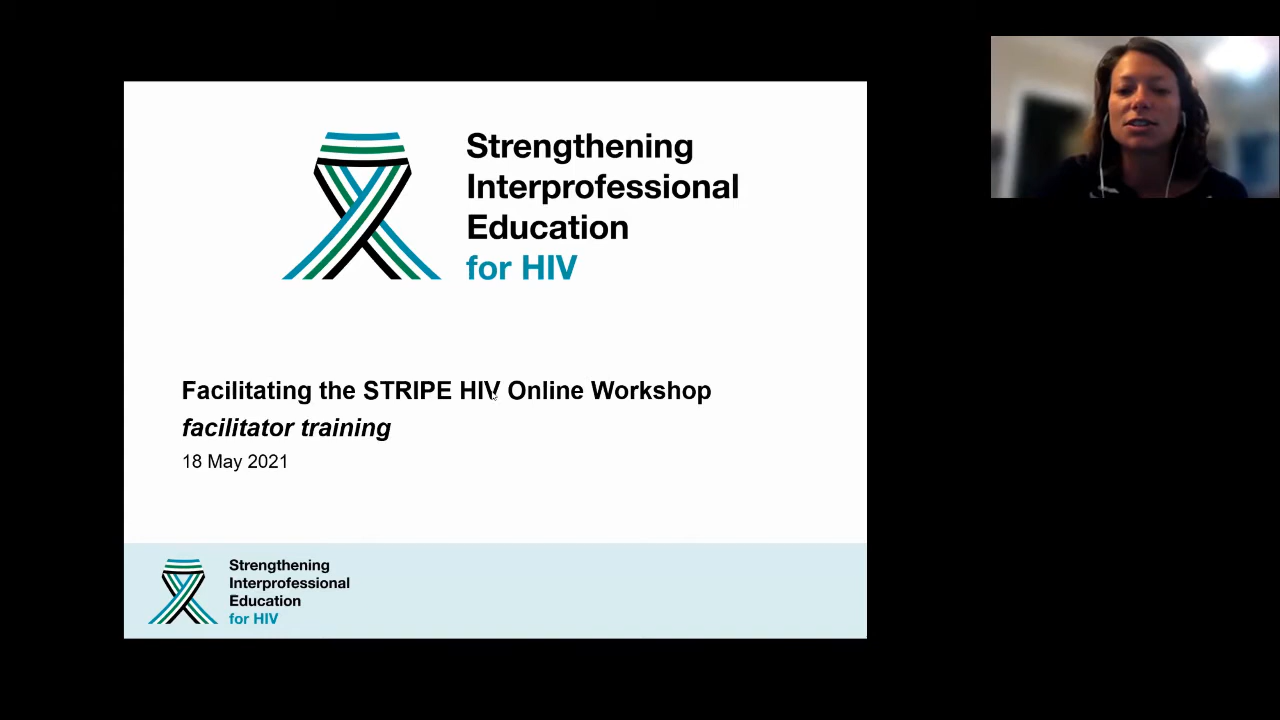 Strengthening
Interprofessional
Education
for HIV
Facilitating the STRIPE HIV Online Workshop
facilitator training
18 May 2021
Strengthening
Interprofessional
Education
for HIV